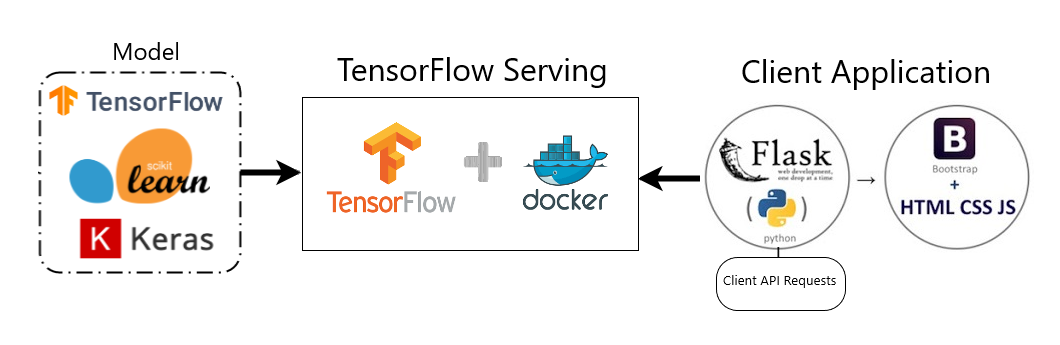 Model
TensorFlow
scikit
learn
K Keras
TensorFlow Serving
TensorFlow
docker
Client Application
Flask
web development,
one drop at a time
( )
python
Client API Requests
→
B
Bootstrap
+
HTML CSS JS